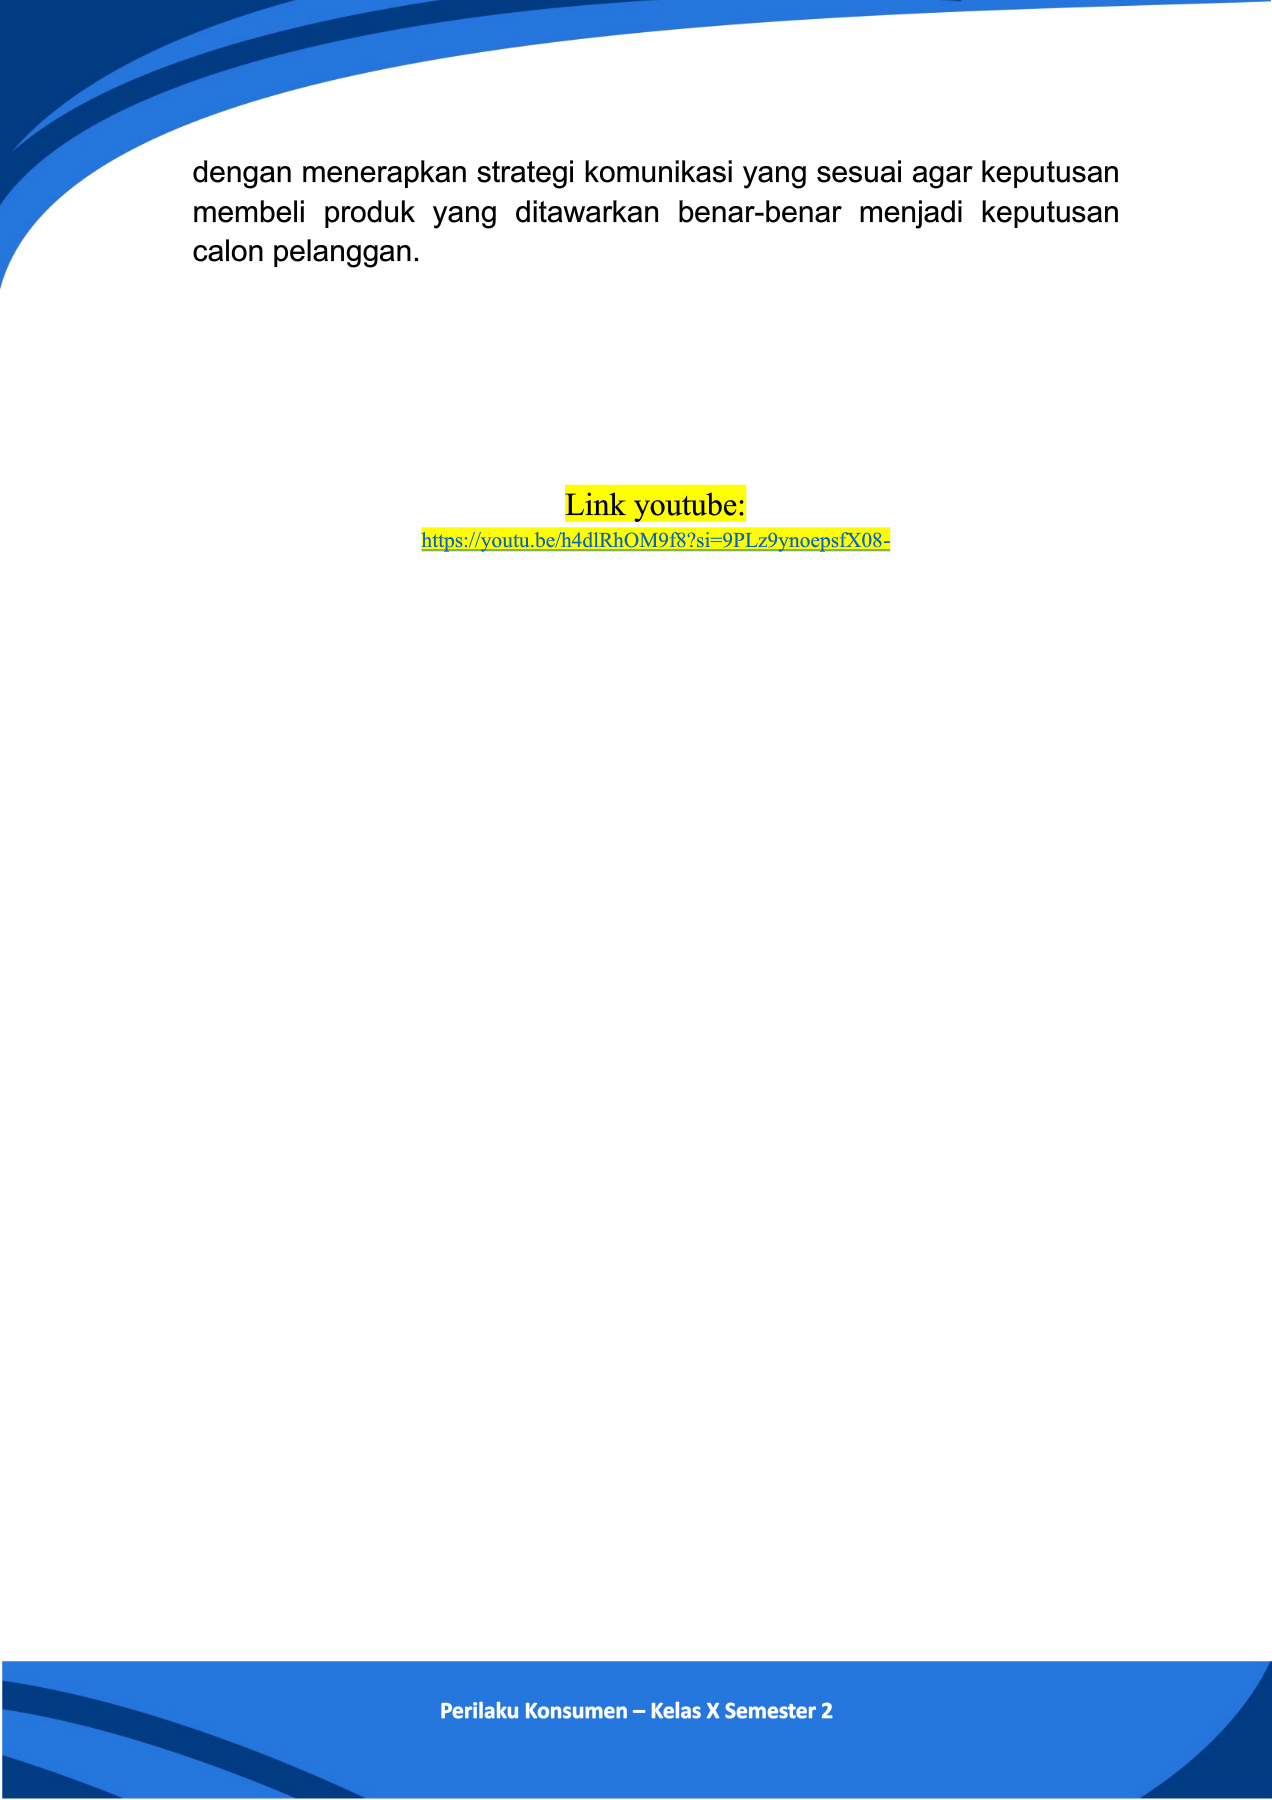 dengan menerapkan strategi komunikasi yang sesuai agar keputusan
membeli produk yang ditawarkan benar-benar menjadi keputusan
calon pelanggan.
Link youtube:
https://youtu.be/h4dlRhOM9f8?si=9PLz9ynoepsfX08-
Perilaku Konsumen – Kelas X Semester 2